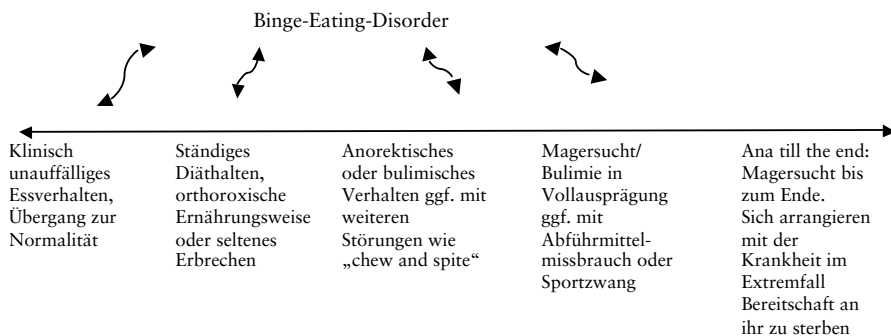 Binge-Eating-Disorder
Klinisch
unauffälliges
Essverhalten,
Übergang zur
Normalität
Ständiges
Diäthalten,
orthoroxische
Ernährungsweise
oder seltenes
Erbrechen
Anorektisches
oder bulimisches
Verhalten ggf. mit
weiteren
Störungen wie
„chew and spite“
Magersucht/
Bulimie in
Vollausprägung
ggf. mit
Abführmittel-
missbrauch oder
Sportzwang
Ana till the end:
Magersucht bis
zum Ende.
Sich arrangieren
mit der
Krankheit im
Extremfall
Bereitschaft an
ihr zu sterben